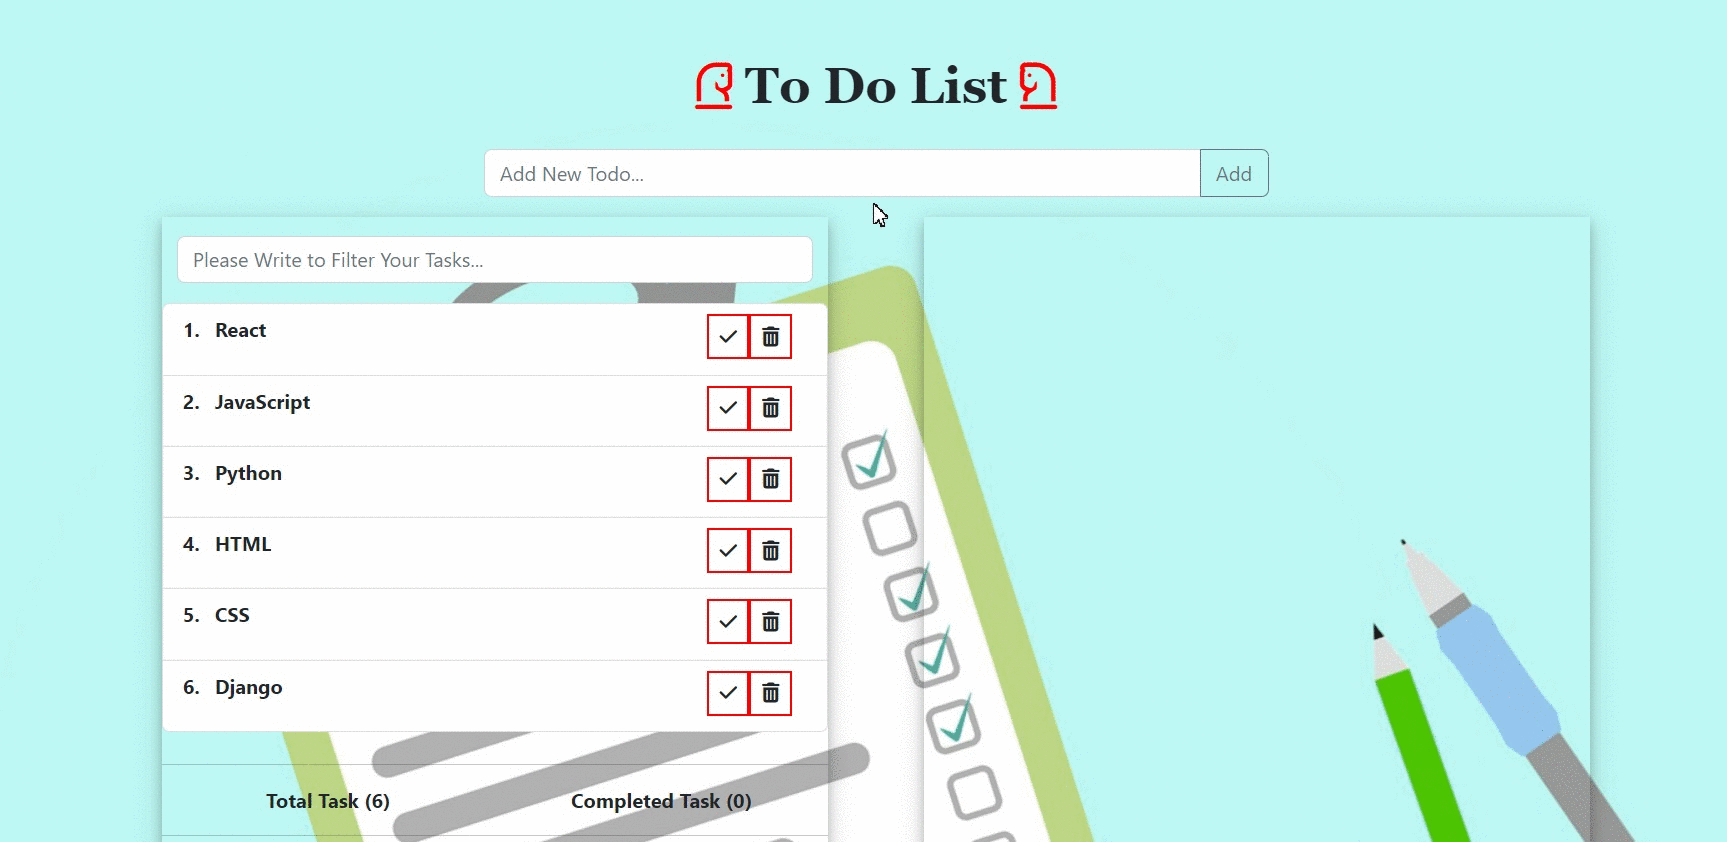 To Do List
Add New Todo... Add
Please Write to Filter Your Tasks...
1. React
2. JavaScript
3. Python
4. HTML
5. CSS
6. Django
Total Task (6) Completed Task (0)